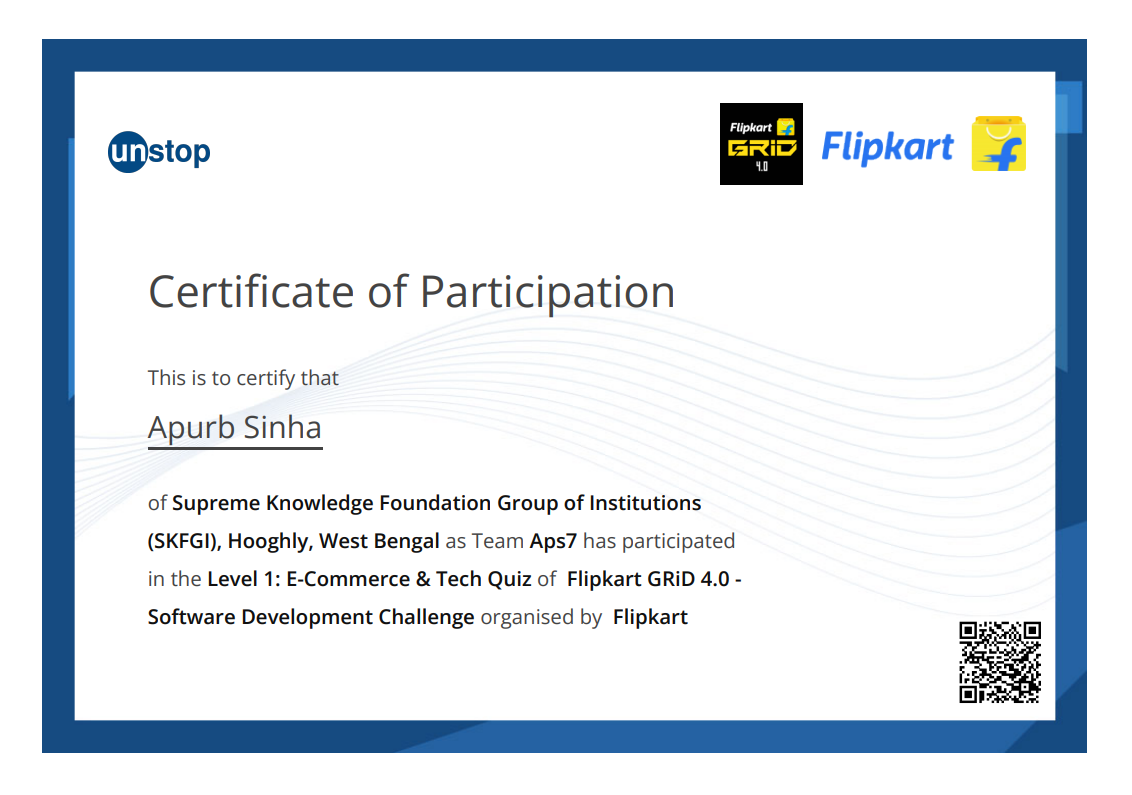 unstop
Flipkart
GRiD
4.0
Flipkart
Certificate of Participation
This is to certify that
Apurb Sinha
of Supreme Knowledge Foundation Group of Institutions
(SKFGI), Hooghly, West Bengal as Team Aps7 has participated
in the Level 1: E-Commerce & Tech Quiz of Flipkart GRiD 4.0 -
Software Development Challenge organised by Flipkart